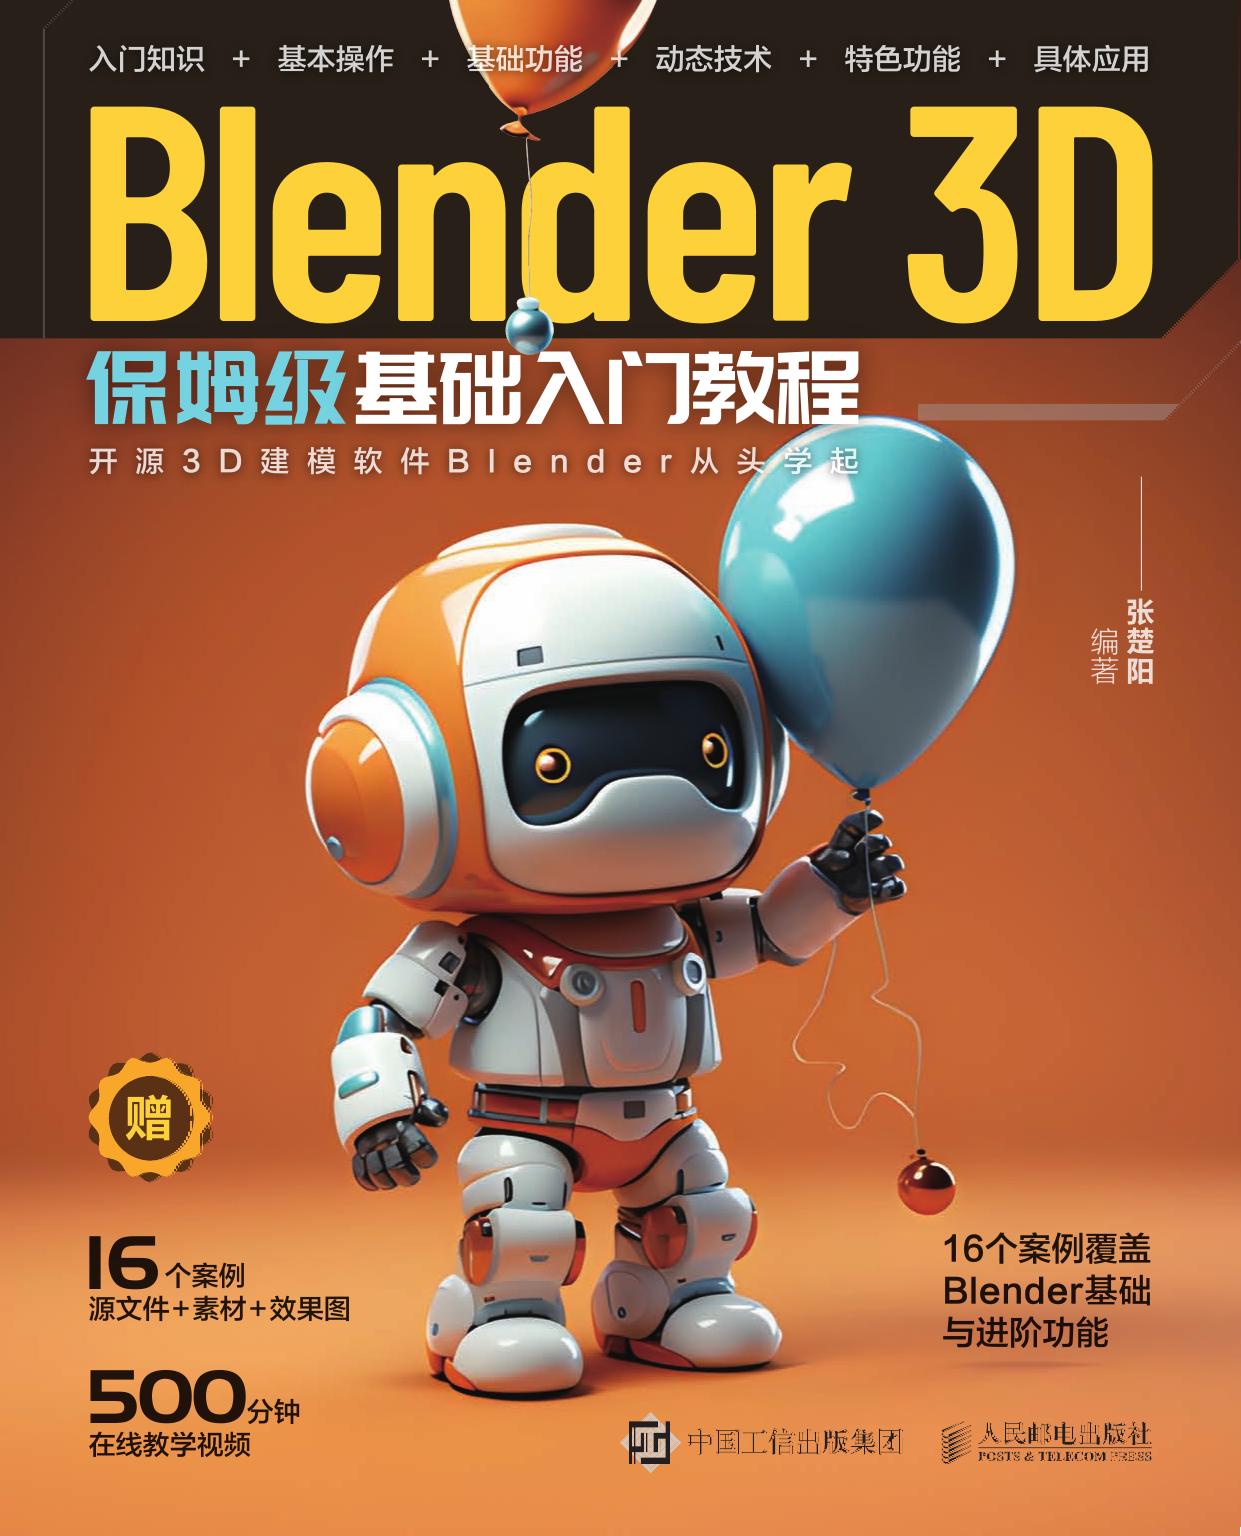 入门知识 + 基本操作 + 基础功能 + 动态技术 + 特色功能 + 具体应用
Blender 3D
保姆级基础入门教程
开源3D建模软件Blender从头学起
张楚阳
编著
赠
16个案例
源文件+素材+效果图
500分钟
在线教学视频
16个案例覆盖
Blender基础
与进阶功能
中国工信出版集团
人民邮电出版社
POSTS & TELECOM PRESS